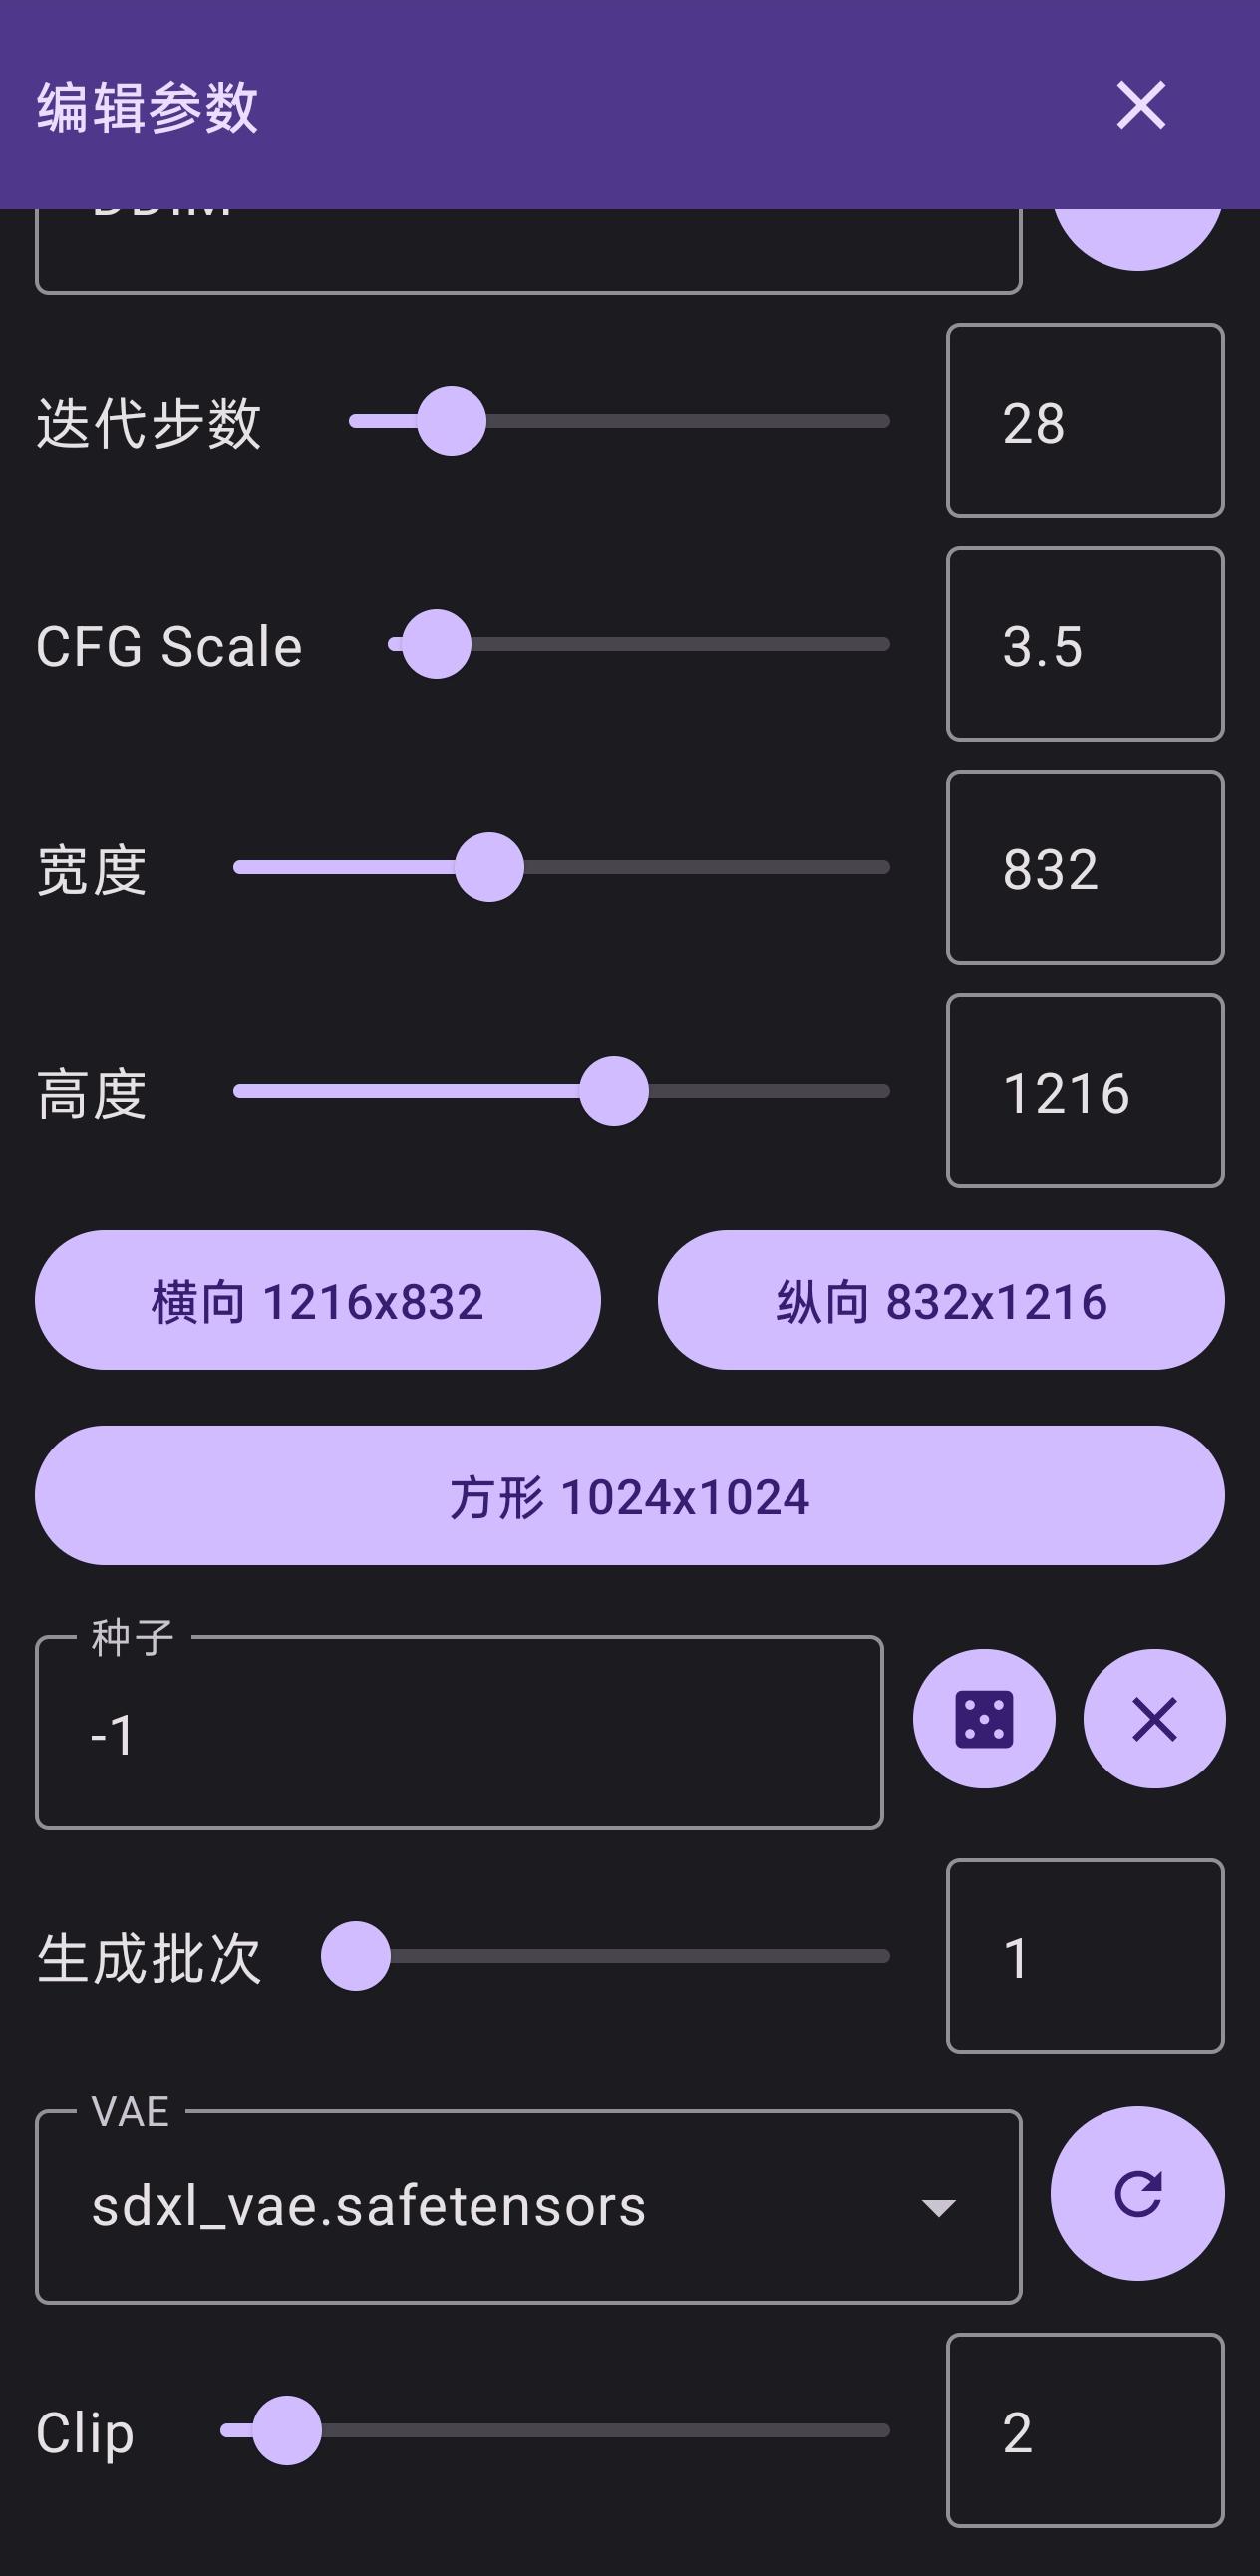 编辑参数
DDIM
迭代步数
28
CFG Scale
3.5
宽度
832
高度
1216
横向 1216x832
纵向 832x1216
方形 1024x1024
种子
-1
生成批次
1
VAE
sdxl_vae.safetensors
Clip
2